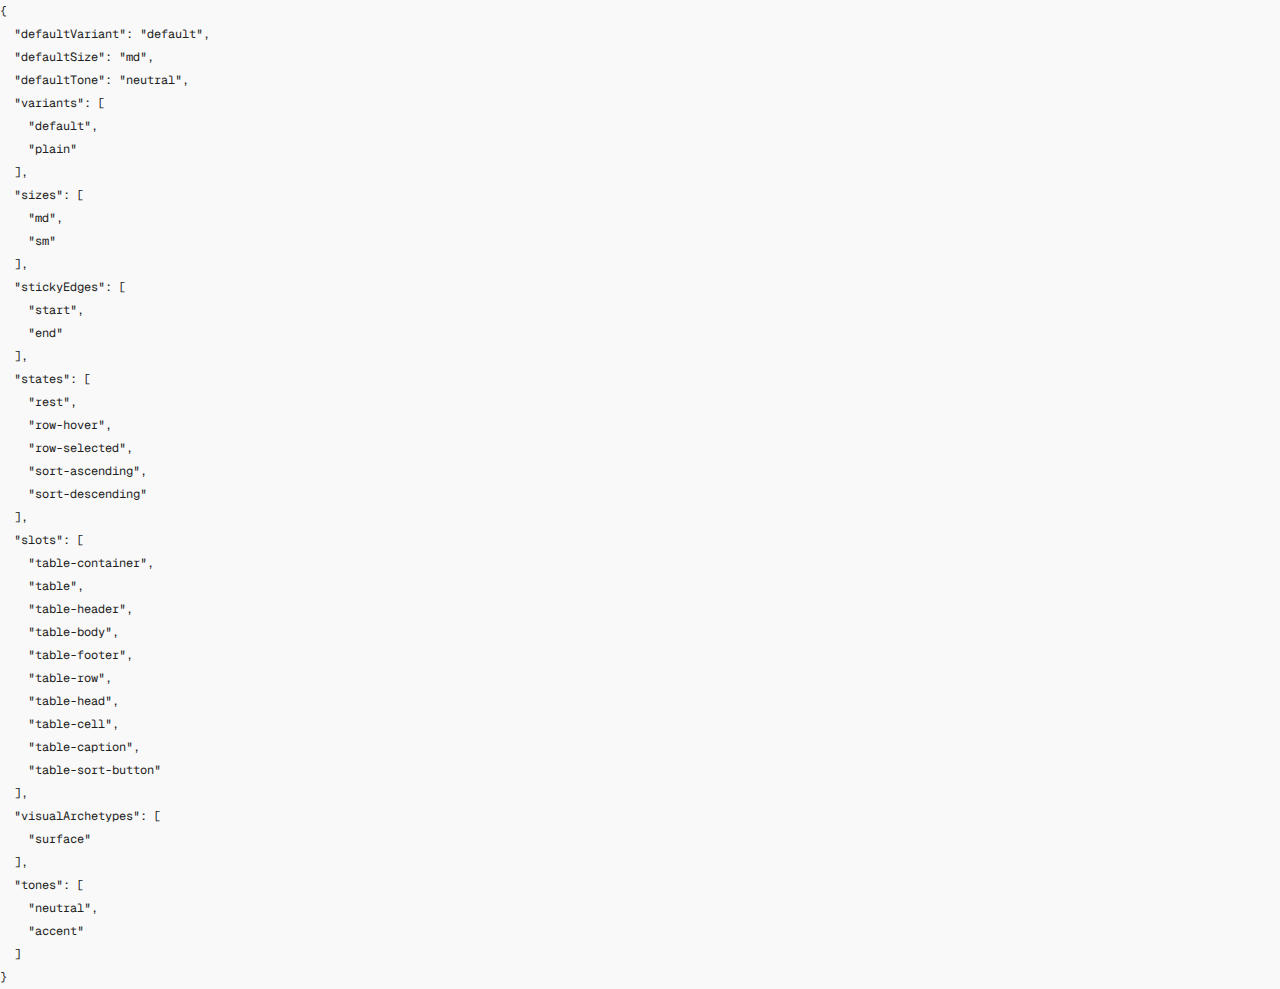 {
  "defaultVariant": "default",
  "defaultSize": "md",
  "defaultTone": "neutral",
  "variants": [
    "default",
    "plain"
  ],
  "sizes": [
    "md",
    "sm"
  ],
  "stickyEdges": [
    "start",
    "end"
  ],
  "states": [
    "rest",
    "row-hover",
    "row-selected",
    "sort-ascending",
    "sort-descending"
  ],
  "slots": [
    "table-container",
    "table",
    "table-header",
    "table-body",
    "table-footer",
    "table-row",
    "table-head",
    "table-cell",
    "table-caption",
    "table-sort-button"
  ],
  "visualArchetypes": [
    "surface"
  ],
  "tones": [
    "neutral",
    "accent"
  ]
}